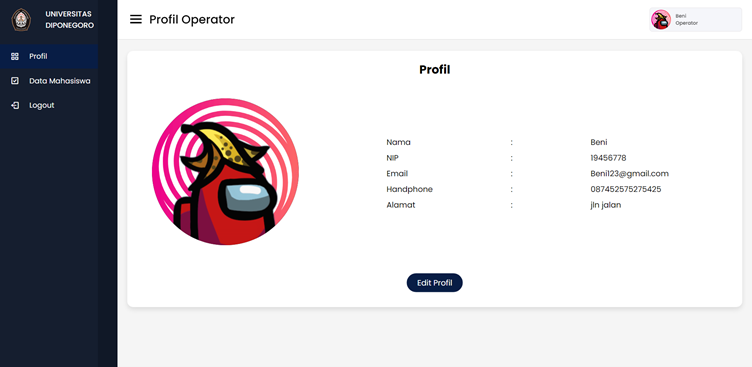 UNIVERSITAS
DIPONEGORO
Profil
Data Mahasiswa
Logout
Profil Operator
Beni
Operator
Profil
Nama : Beni
NIP : 19456778
Email : Beni123@gmail.com
Handphone : 087452575275425
Alamat : jln jalan
Edit Profil